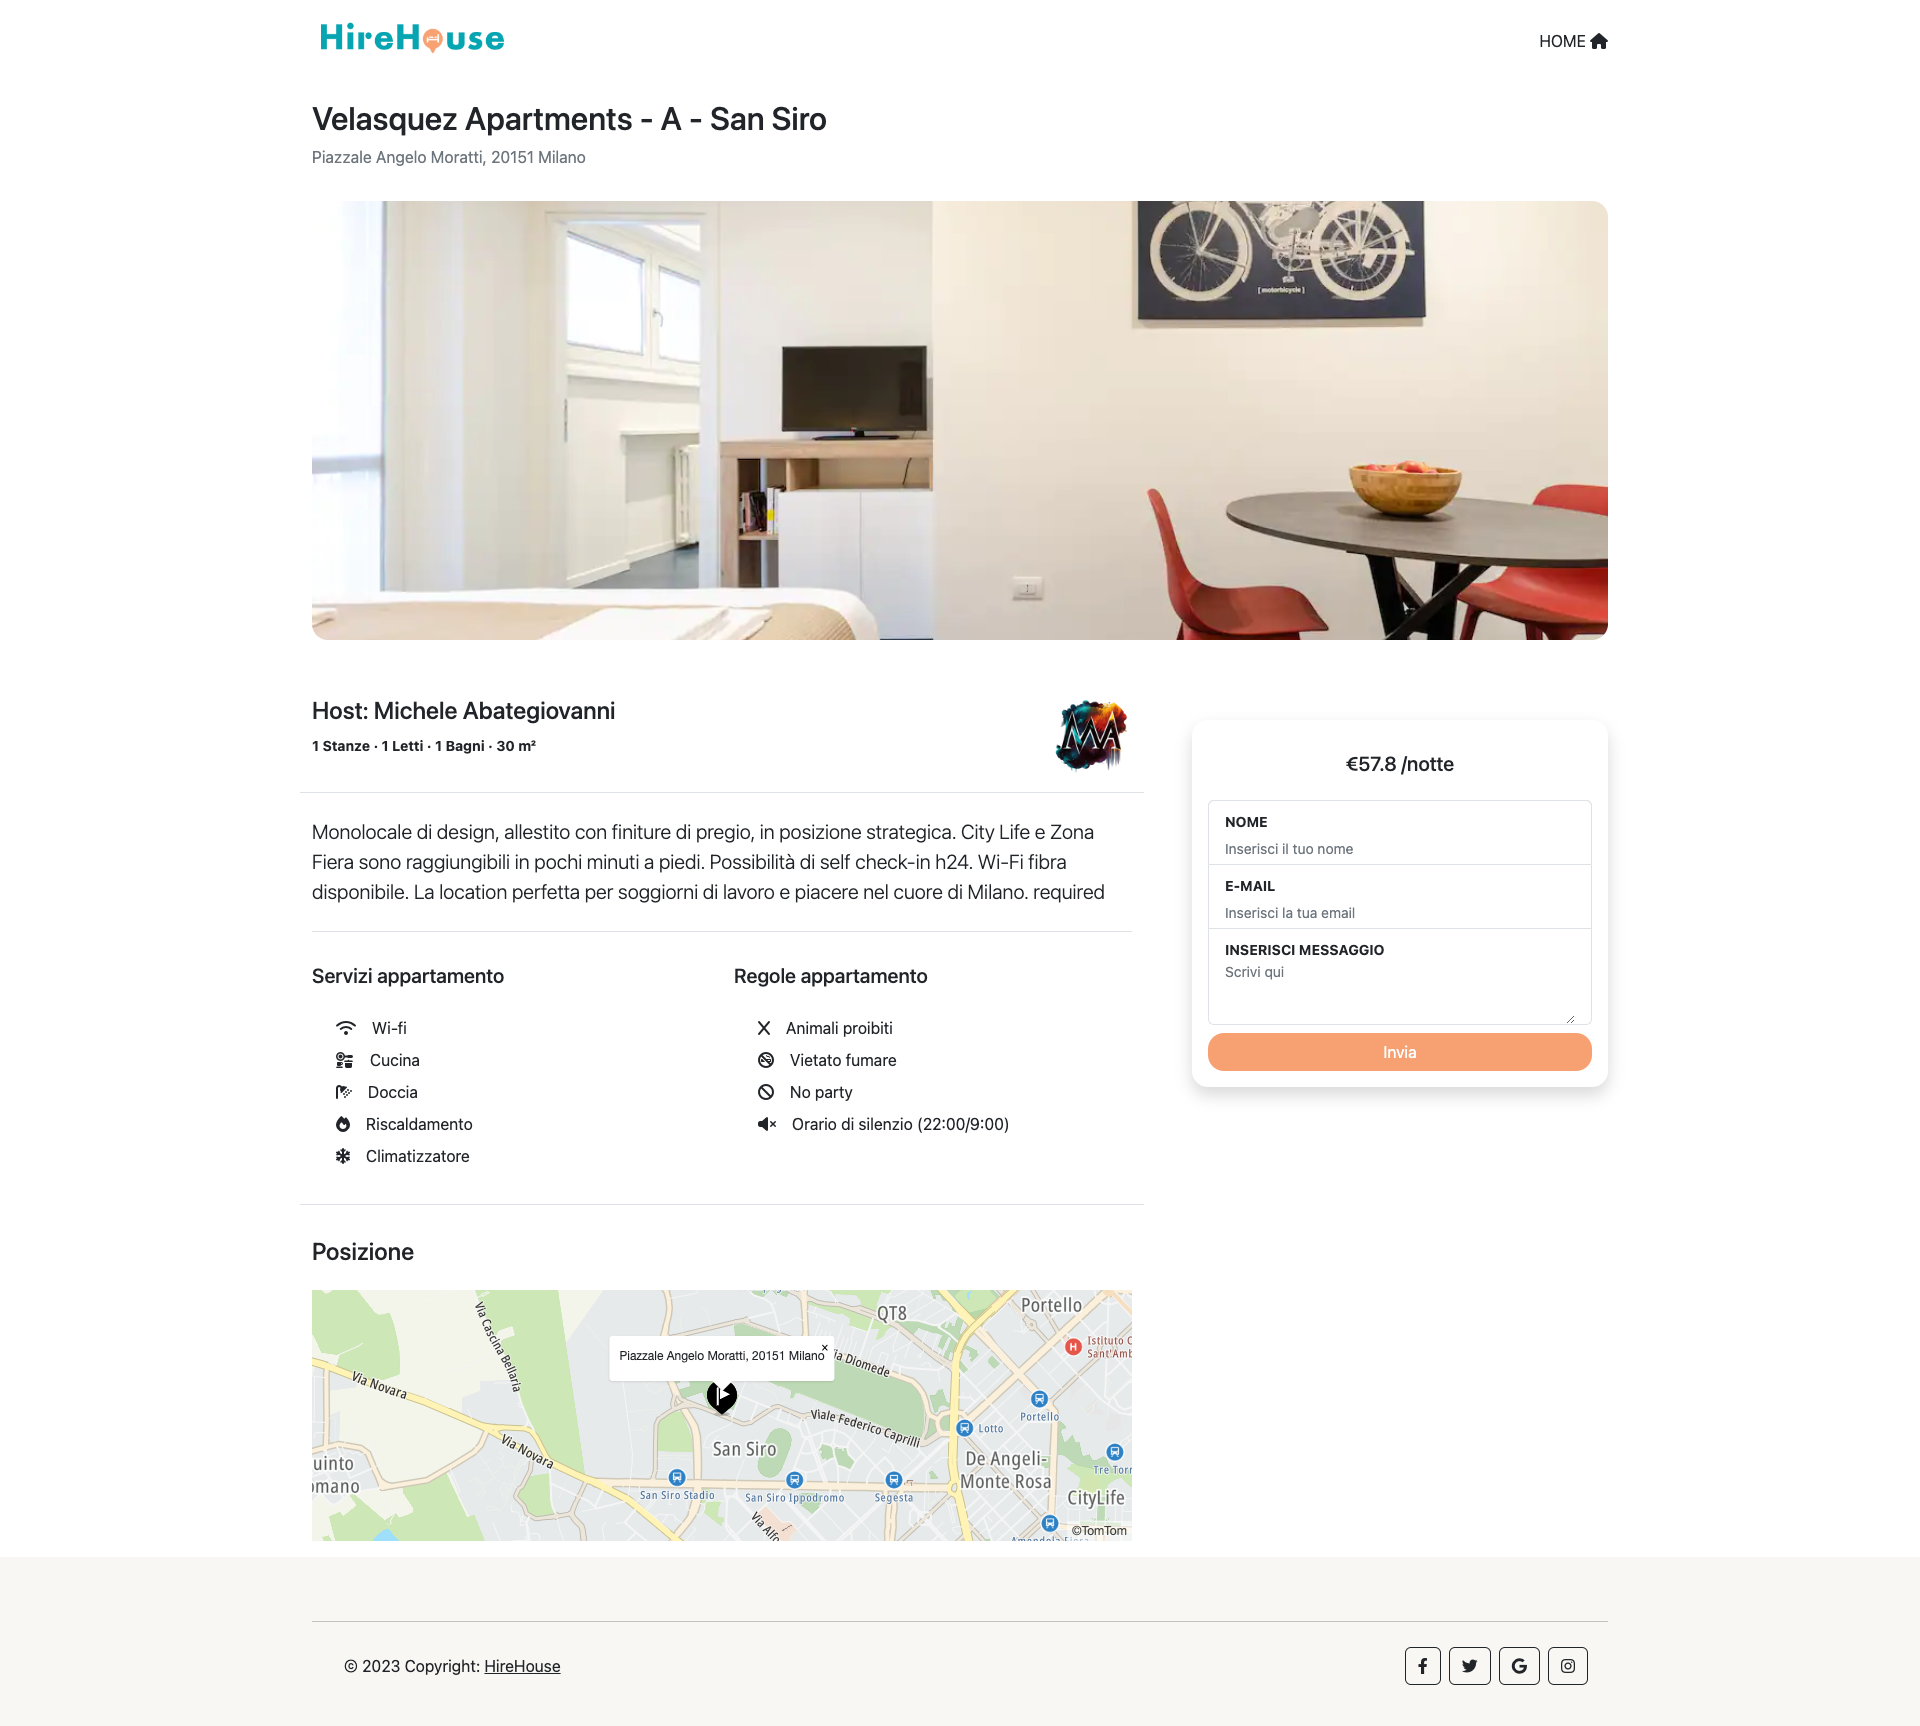 HireHouse
HOME
Velasquez Apartments - A - San Siro
Piazzale Angelo Moratti, 20151 Milano
[ motorbicycle ]
Host: Michele Abategiovanni
1 Stanze · 1 Letti · 1 Bagni · 30 m²
MA
€57.8 /notte
NOME
Inserisci il tuo nome
E-MAIL
Inserisci la tua email
INSERISCI MESSAGGIO
Scrivi qui
Invia
Monolocale di design, allestito con finiture di pregio, in posizione strategica. City Life e Zona
Fiera sono raggiungibili in pochi minuti a piedi. Possibilità di self check-in h24. Wi-Fi fibra
disponibile. La location perfetta per soggiorni di lavoro e piacere nel cuore di Milano. required
Servizi appartamento
Wi-fi
Cucina
Doccia
Riscaldamento
Climatizzatore
Regole appartamento
Animali proibiti
Vietato fumare
No party
Orario di silenzio (22:00/9:00)
Posizione
Via Cascina Bellaria
QT8
Portello
Istituto
Sant'Amb
H
Piazzale Angelo Moratti, 20151 Milano
×
Via Diomede
Via Novara
Portello
Viale Federico Caprilli
Lotto
San Siro
Via Novara
De Angeli-
Monte Rosa
Tre Torr
uinto
omano
San Siro Stadio
San Siro Ippodromo
Segesta
CityLife
Via Alfo
©TomTom
© 2023 Copyright: HireHouse